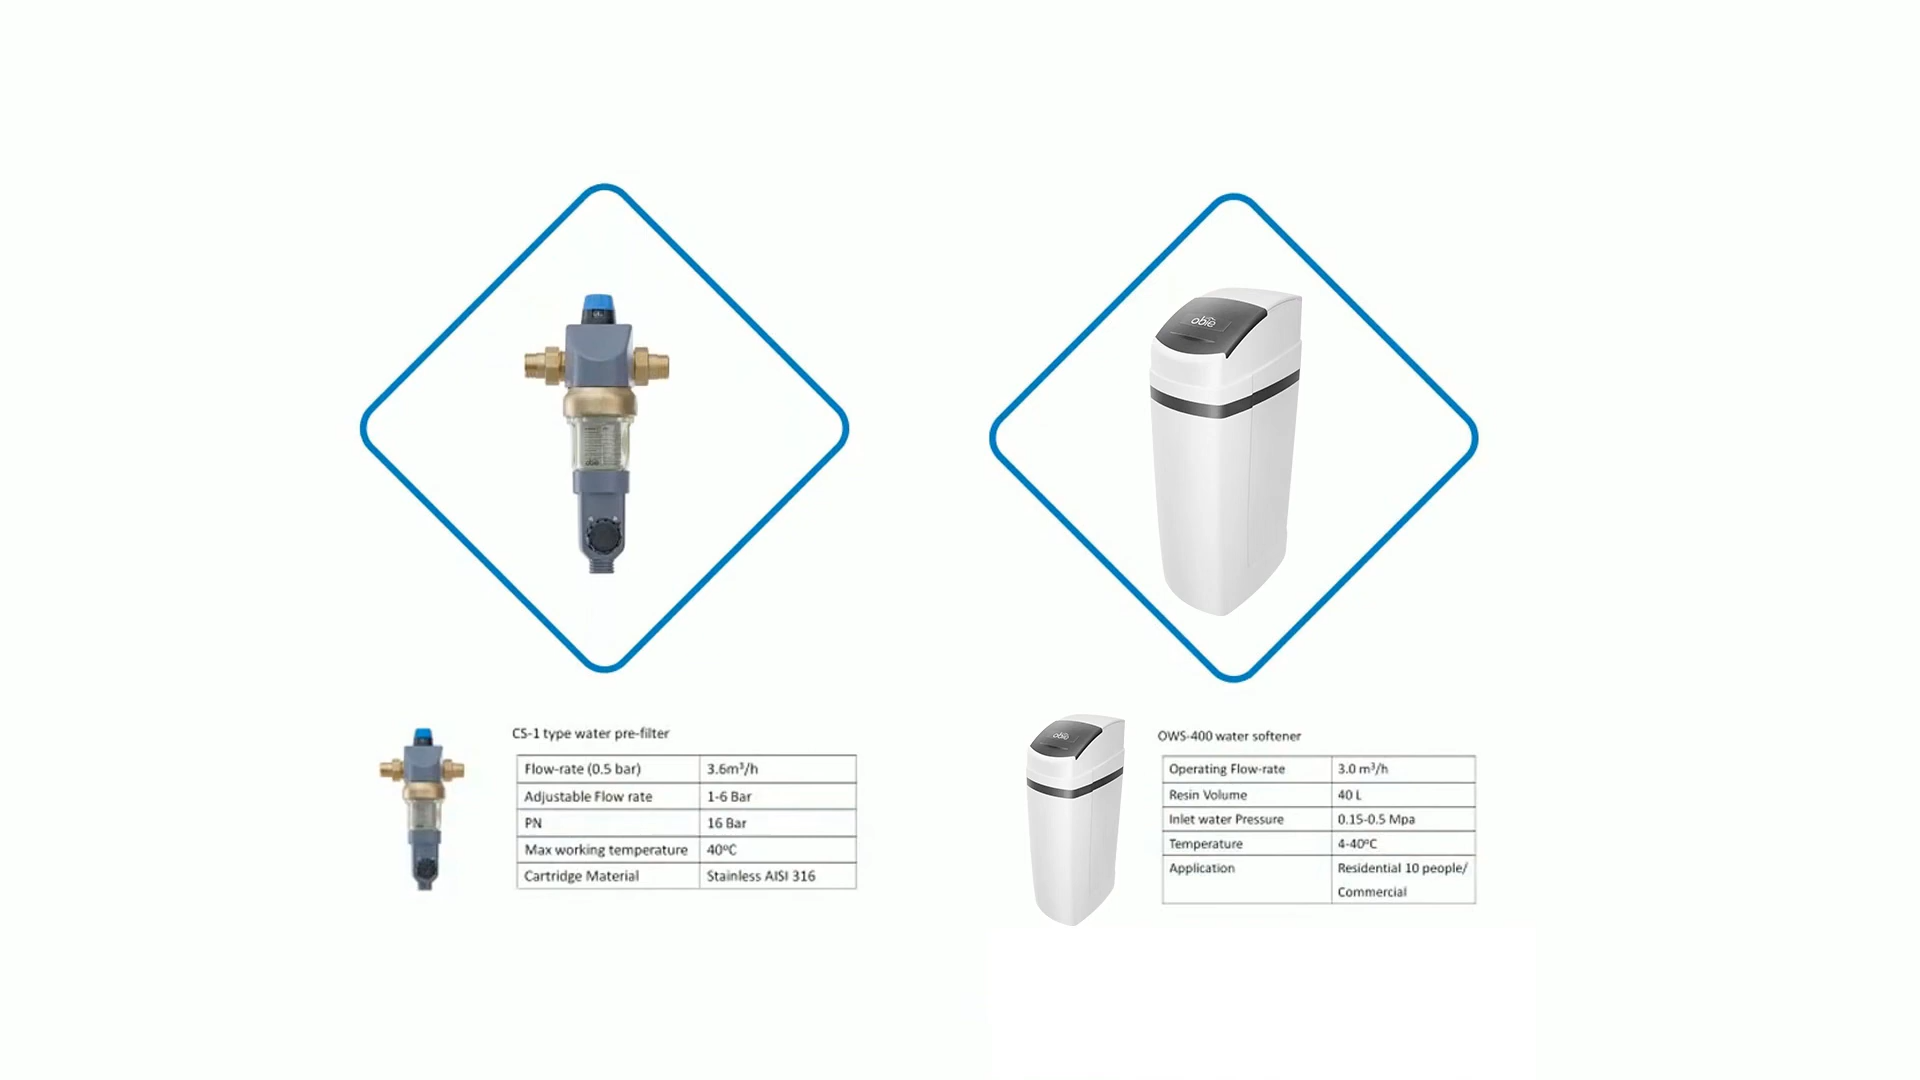 obie
obie
CS-1 type water pre-filter
Flow-rate (0.5 bar) 3.6m³/h
Adjustable Flow rate 1-6 Bar
PN 16 Bar
Max working temperature 40ºC
Cartridge Material Stainless AISI 316
obie
OWS-400 water softener
Operating Flow-rate 3.0 m³/h
Resin Volume 40 L
Inlet water Pressure 0.15-0.5 Mpa
Temperature 4-40ºC
Application Residential 10 people/
Commercial